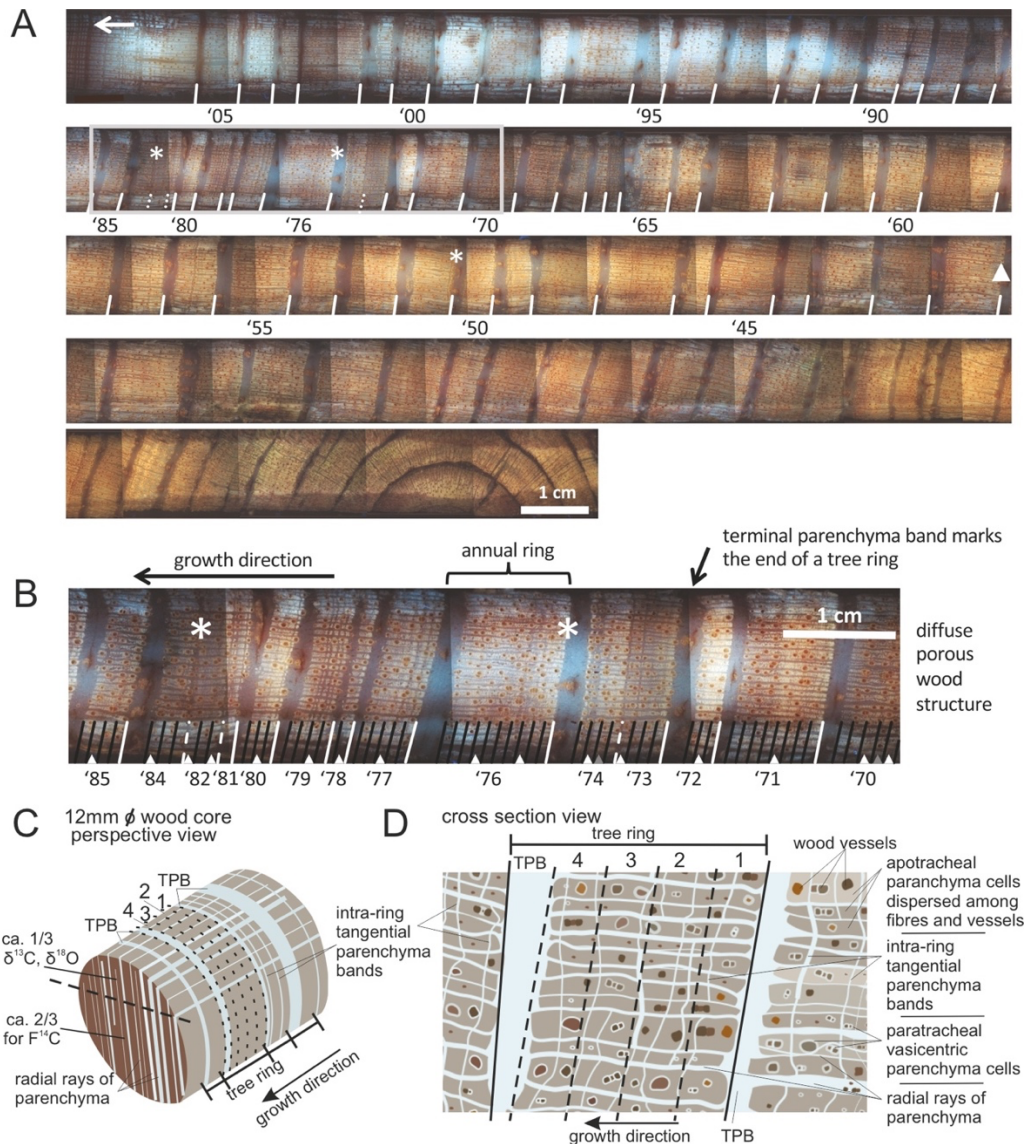 A
'05 '00 '95 '90
* *
'85 '80 '76 '70 '65 '60
*
'55 '50 '45
1 cm
B
growth direction
annual ring
terminal parenchyma band marks
the end of a tree ring
* *
1 cm
diffuse
porous
wood
structure
'85 '84 '82 '81 '80 '79 '78 '77 '76 '74 '73 '72 '71 '70
C
12mm ϕ wood core
perspective view
TPB
2
1
4
3
TPB
ca. 1/3
δ¹³C, δ¹⁸O
ca. 2/3
for F¹⁴C
radial rays of
parenchyma
tree ring
growth direction
intra-ring
tangential
parenchyma
bands
D
cross section view
tree ring
TPB 4 3 2 1
TPB
growth direction
wood vessels
apotracheal
paranchyma cells
dispersed among
fibres and vessels
intra-ring
tangential
parenchyma
bands
paratracheal
vasicentric
parenchyma cells
radial rays of
parenchyma